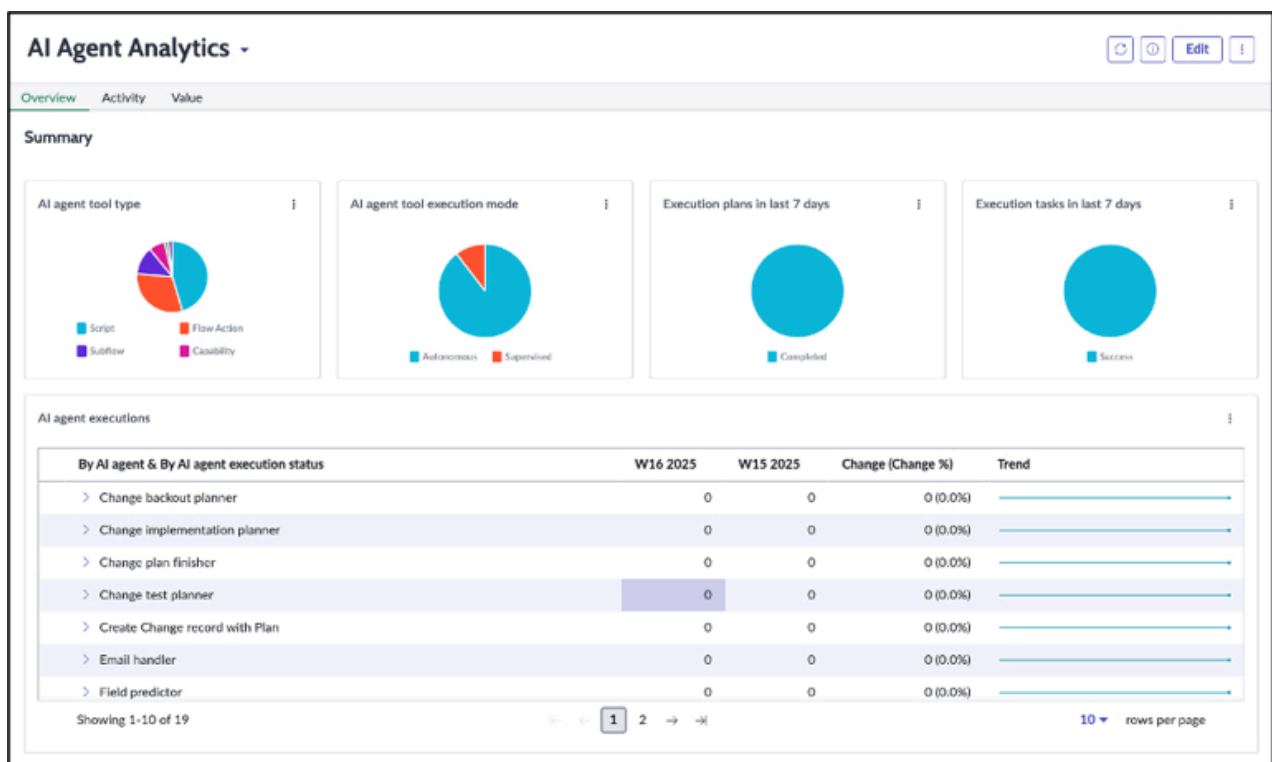 AI Agent Analytics
Edit
Overview Activity Value
Summary
AI agent tool type
Script Flow Action
Subflow Capability
AI agent tool execution mode
Autonomous Supervised
Execution plans in last 7 days
Completed
Execution tasks in last 7 days
Success
AI agent executions
By AI agent & By AI agent execution status W16 2025 W15 2025 Change (Change %) Trend
Change backout planner 0 0 0 (0.0%)
Change implementation planner 0 0 0 (0.0%)
Change plan finisher 0 0 0 (0.0%)
Change test planner 0 0 0 (0.0%)
Create Change record with Plan 0 0 0 (0.0%)
Email handler 0 0 0 (0.0%)
Field predictor 0 0 0 (0.0%)
Showing 1-10 of 19 1 2 10 rows per page